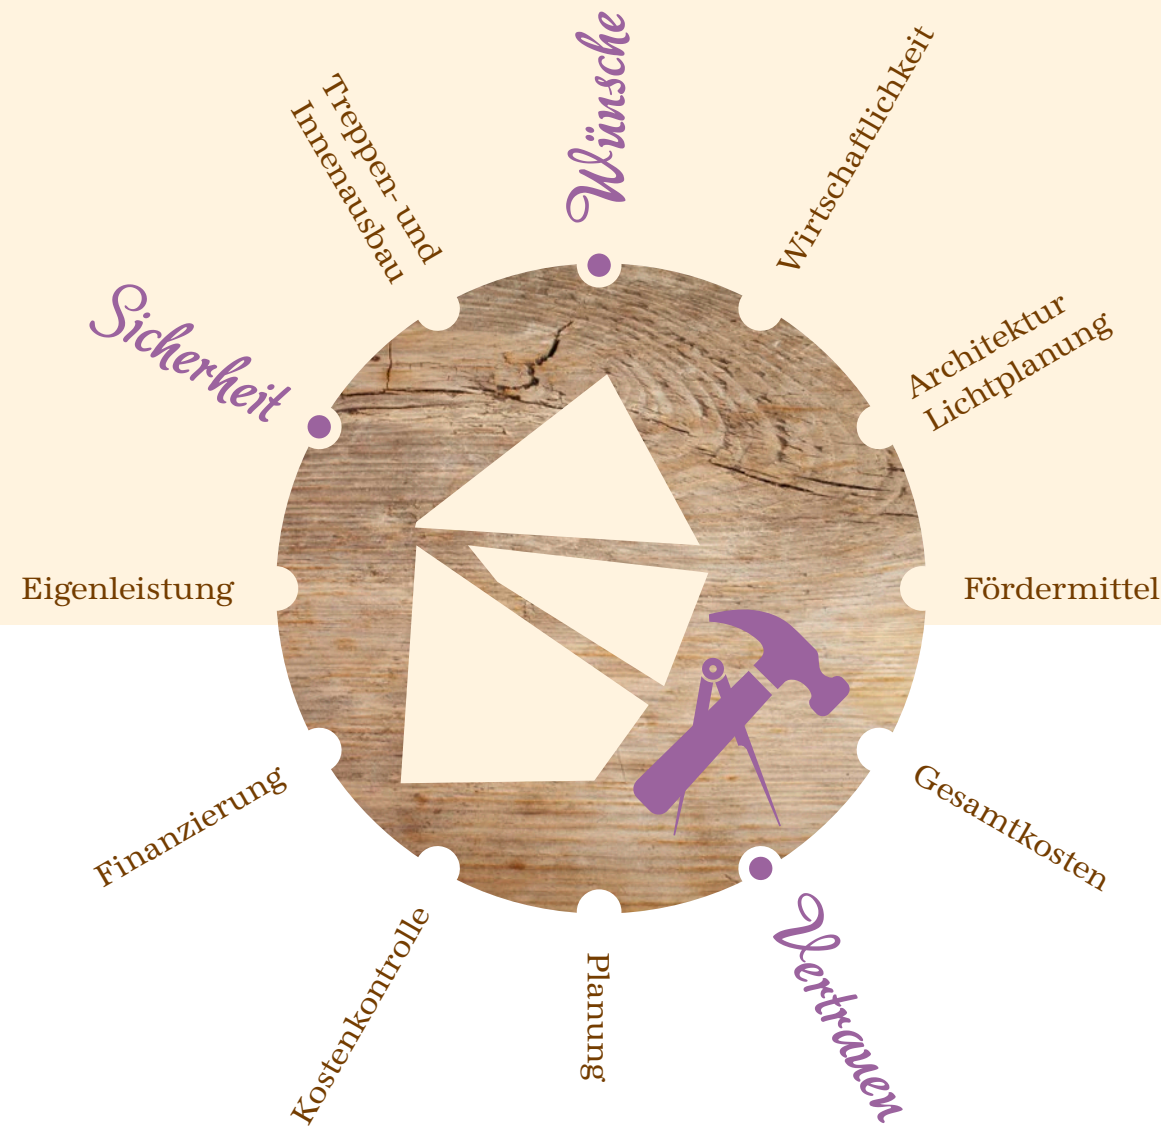 Wünsche
Wirtschaftlichkeit
Architektur
Lichtplanung
Fördermittel
Gesamtkosten
Vertrauen
Planung
Kostenkontrolle
Finanzierung
Eigenleistung
Sicherheit
Treppen- und
Innenausbau